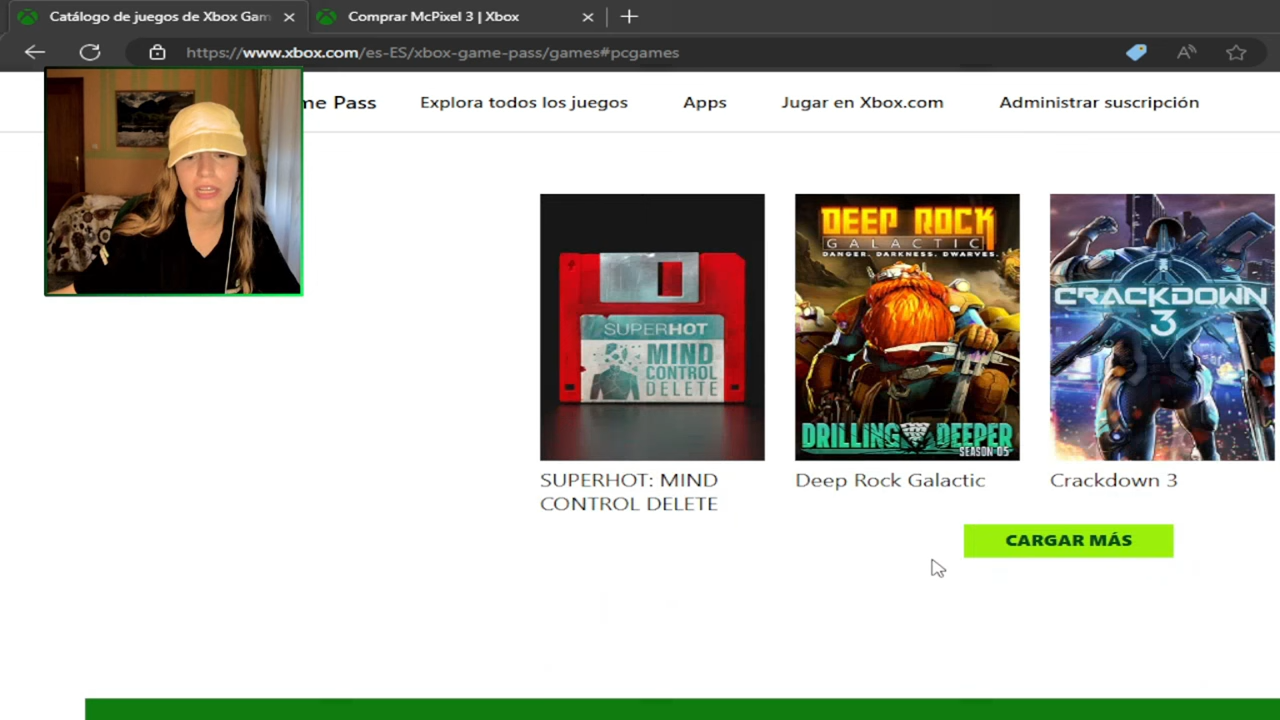 Catálogo de juegos de Xbox Gam
Comprar McPixel 3 | Xbox
https://www.xbox.com/es-ES/xbox-game-pass/games#pcgames
me Pass
Explora todos los juegos
Apps
Jugar en Xbox.com
Administrar suscripción
SUPERHOT
MIND
CONTROL
DELETE
DEEP ROCK
GALACTIC
DANGER. DARKNESS. DWARVES.
DRILLING DEEPER
SEASON 05
CRACKDOWN
3
SUPERHOT: MIND
CONTROL DELETE
Deep Rock Galactic
Crackdown 3
CARGAR MÁS